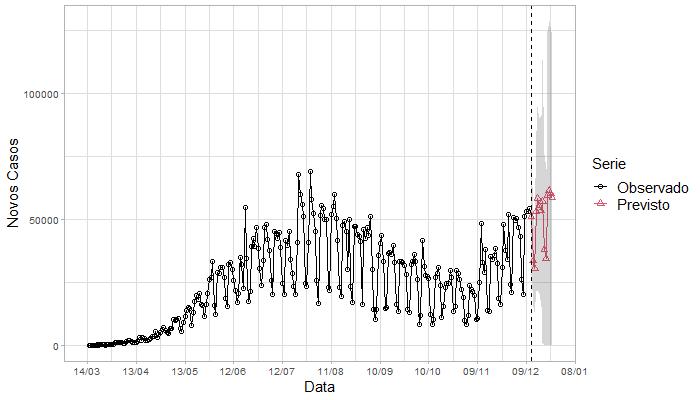 Novos Casos
100000
50000
0
14/03
13/04
13/05
12/06
12/07
11/08
10/09
10/10
09/11
09/12
08/01
Data
Serie
Observado
Previsto